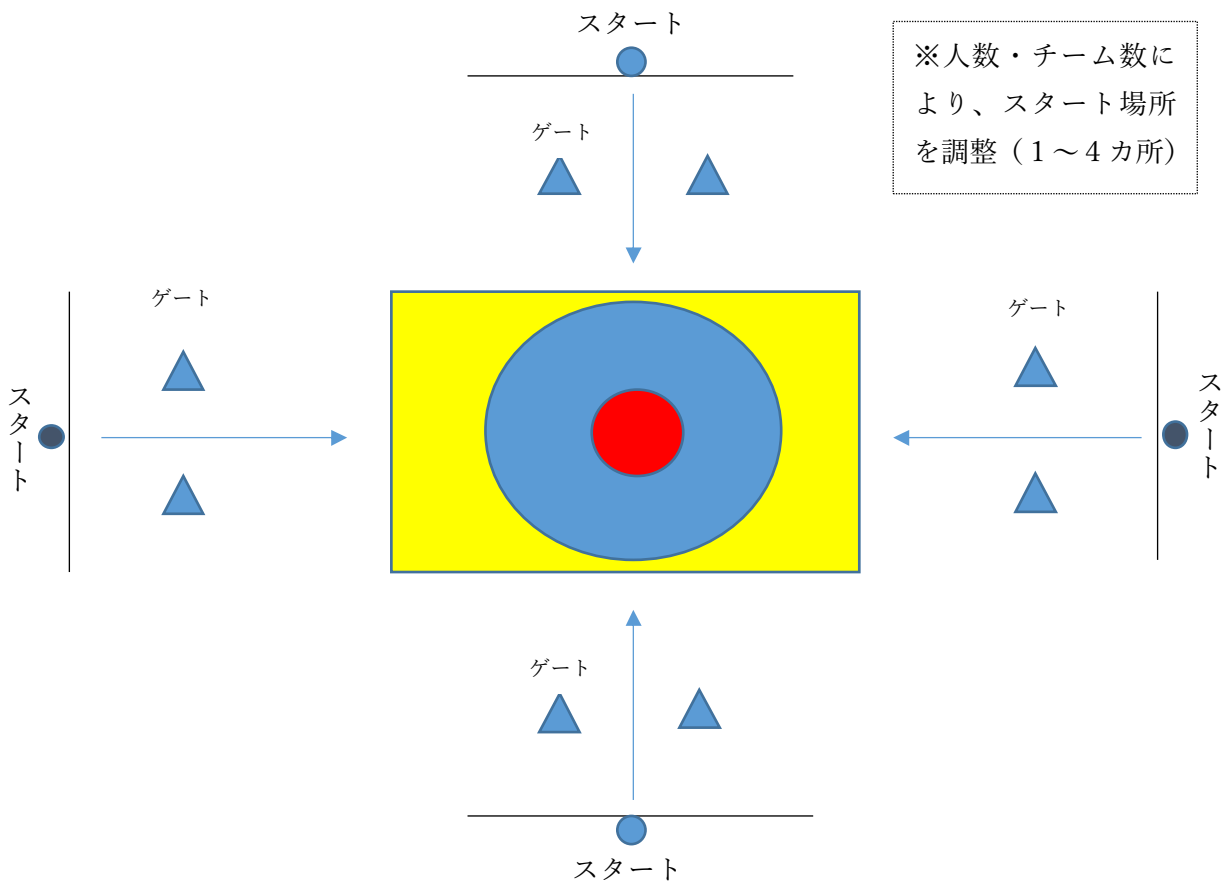 スタート
※人数・チーム数に
より、スタート場所
を調整（１～４カ所）
ゲート
ゲート
ゲート
スタート
スタート
ゲート
スタート